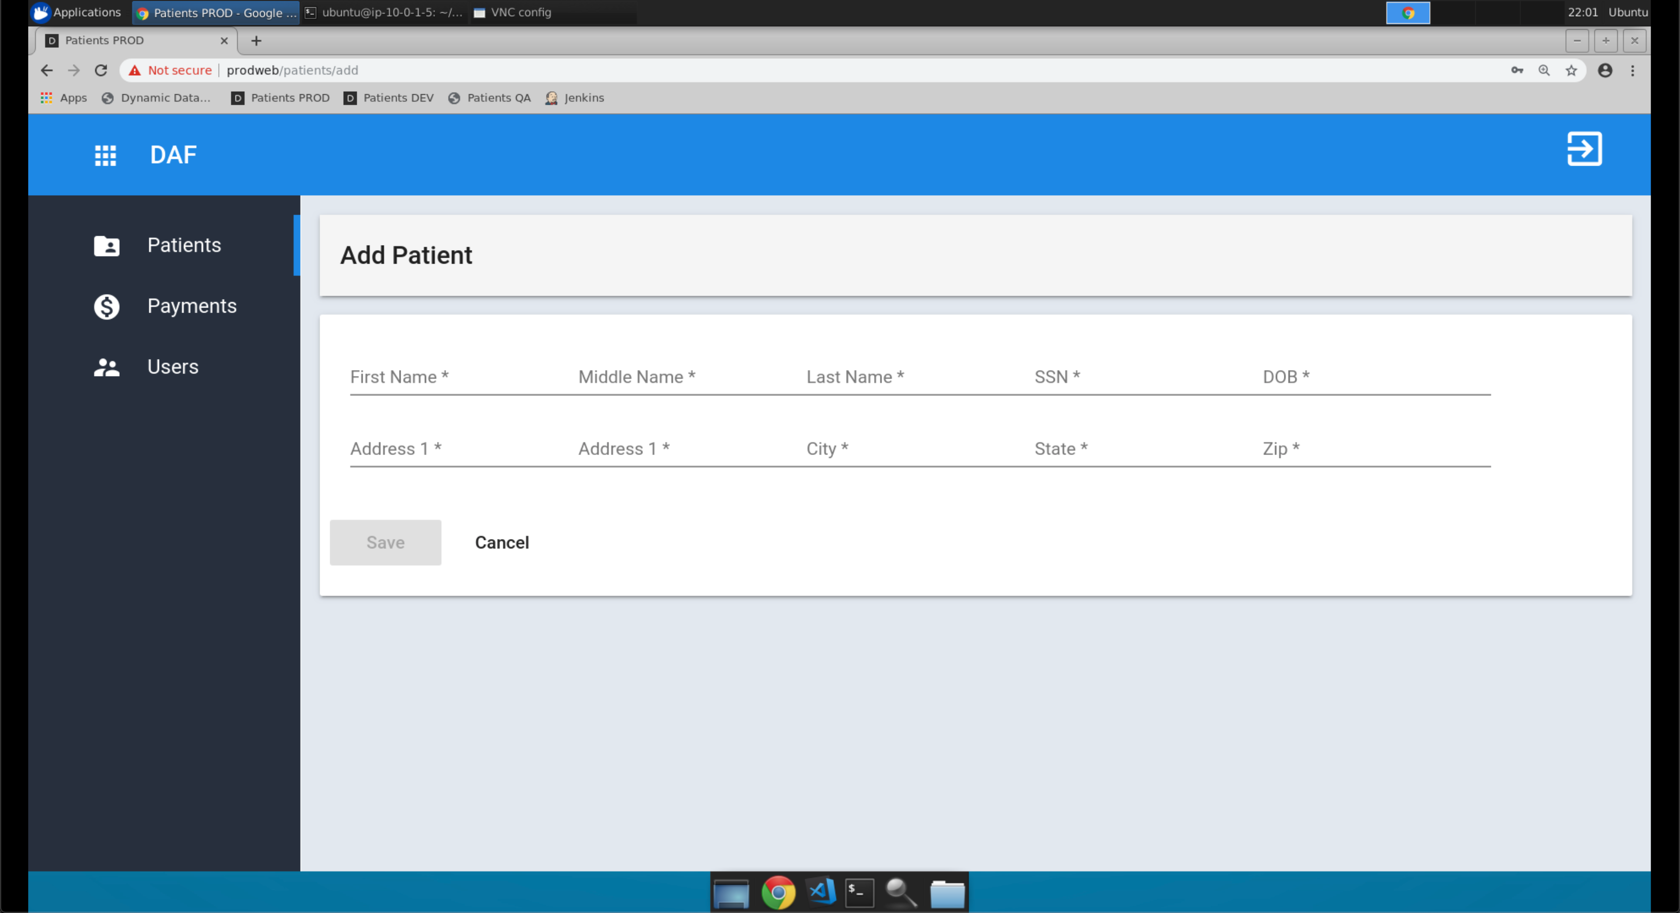 Applications Patients PROD - Google ... ubuntu@ip-10-0-1-5: ~/... VNC config 22:01 Ubuntu
Patients PROD
Not secure prodweb/patients/add
Apps Dynamic Data... Patients PROD Patients DEV Patients QA Jenkins
DAF
Patients
Payments
Users
Add Patient
First Name * Middle Name * Last Name * SSN * DOB *
Address 1 * Address 1 * City * State * Zip *
Save Cancel